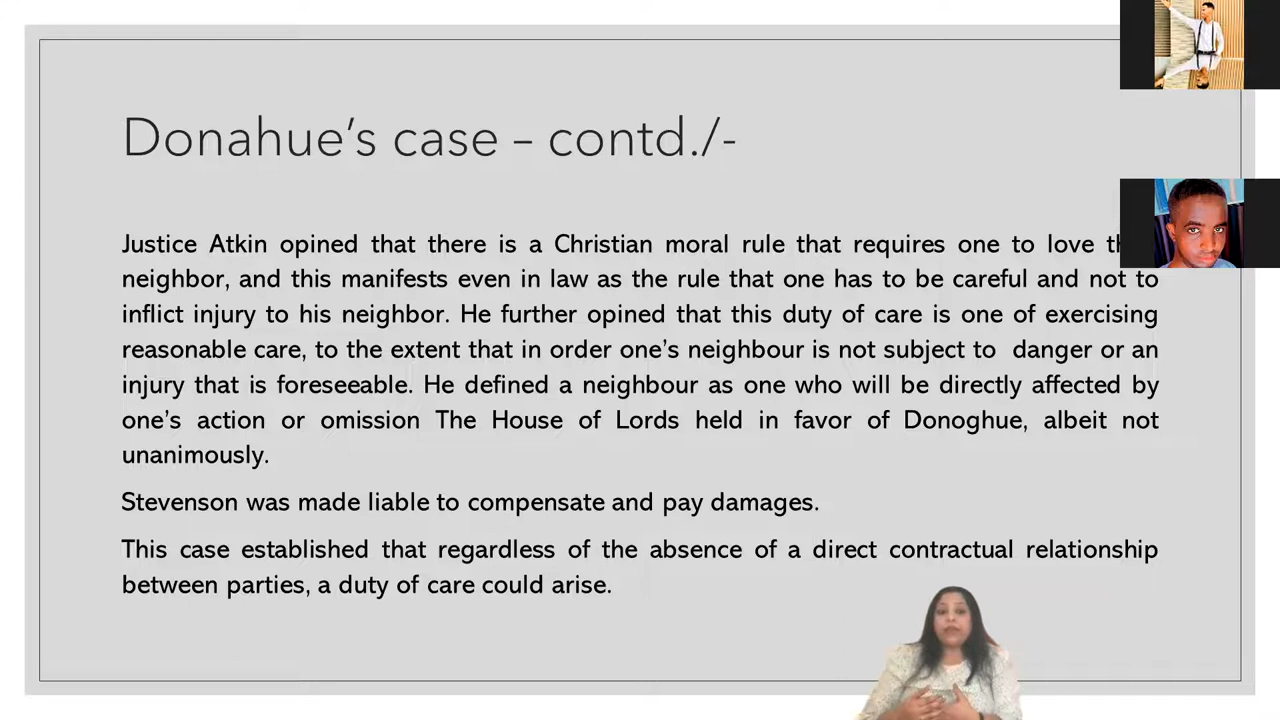 Donahue's case – contd./-
Justice Atkin opined that there is a Christian moral rule that requires one to love
neighbor, and this manifests even in law as the rule that one has to be careful and not to
inflict injury to his neighbor. He further opined that this duty of care is one of exercising
reasonable care, to the extent that in order one's neighbour is not subject to danger or an
injury that is foreseeable. He defined a neighbour as one who will be directly affected by
one's action or omission The House of Lords held in favor of Donoghue, albeit not
unanimously.
Stevenson was made liable to compensate and pay damages.
This case established that regardless of the absence of a direct contractual relationship
between parties, a duty of care could arise.